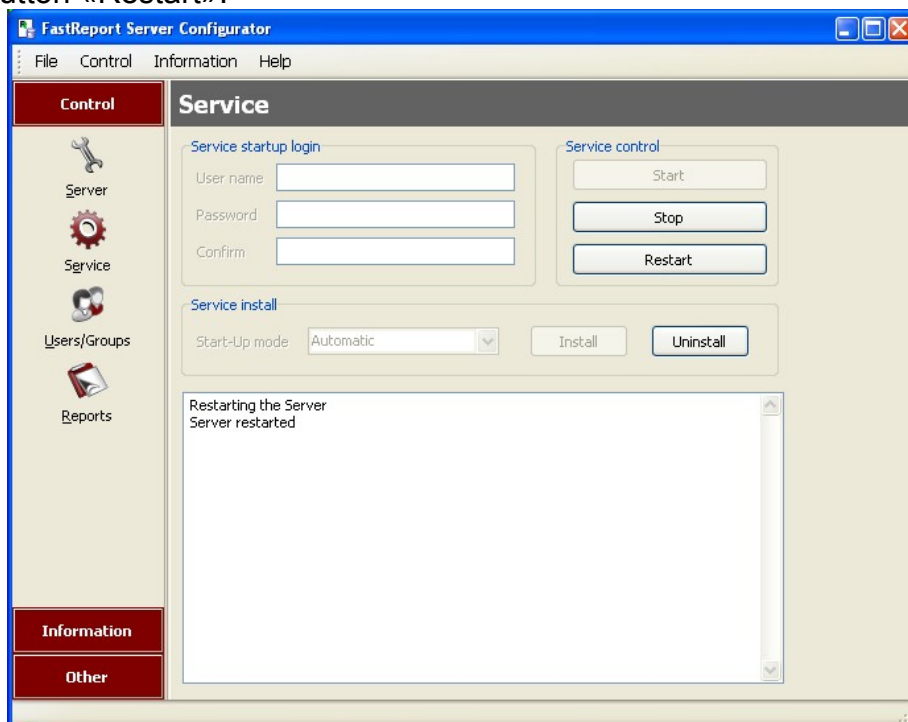 «Restart».
FastReport Server Configurator
File Control Information Help
Control
Service
Server
Service
Users/Groups
Reports
Information
Other
Service startup login
User name
Password
Confirm
Service control
Start
Stop
Restart
Service install
Start-Up mode Automatic Install Uninstall
Restarting the Server
Server restarted